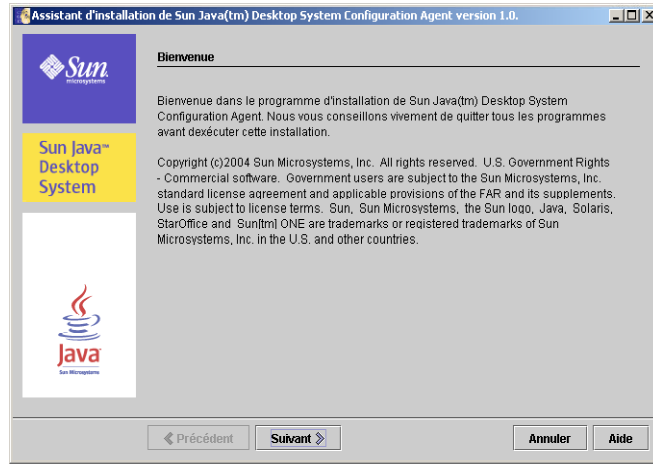 Assistant d'installation de Sun Java(tm) Desktop System Configuration Agent version 1.0.
Sun
microsystems
Sun Java™
Desktop
System
Java
Sun Microsystems
Bienvenue
Bienvenue dans le programme d'installation de Sun Java(tm) Desktop System
Configuration Agent. Nous vous conseillons vivement de quitter tous les programmes
avant dexécuter cette installation.
Copyright (c)2004 Sun Microsystems, Inc. All rights reserved. U.S. Government Rights
- Commercial software. Government users are subject to the Sun Microsystems, Inc.
standard license agreement and applicable provisions of the FAR and its supplements.
Use is subject to license terms. Sun, Sun Microsystems, the Sun logo, Java, Solaris,
StarOffice and Sun[tm] ONE are trademarks or registered trademarks of Sun
Microsystems, Inc. in the U.S. and other countries.
Précédent
Suivant
Annuler
Aide